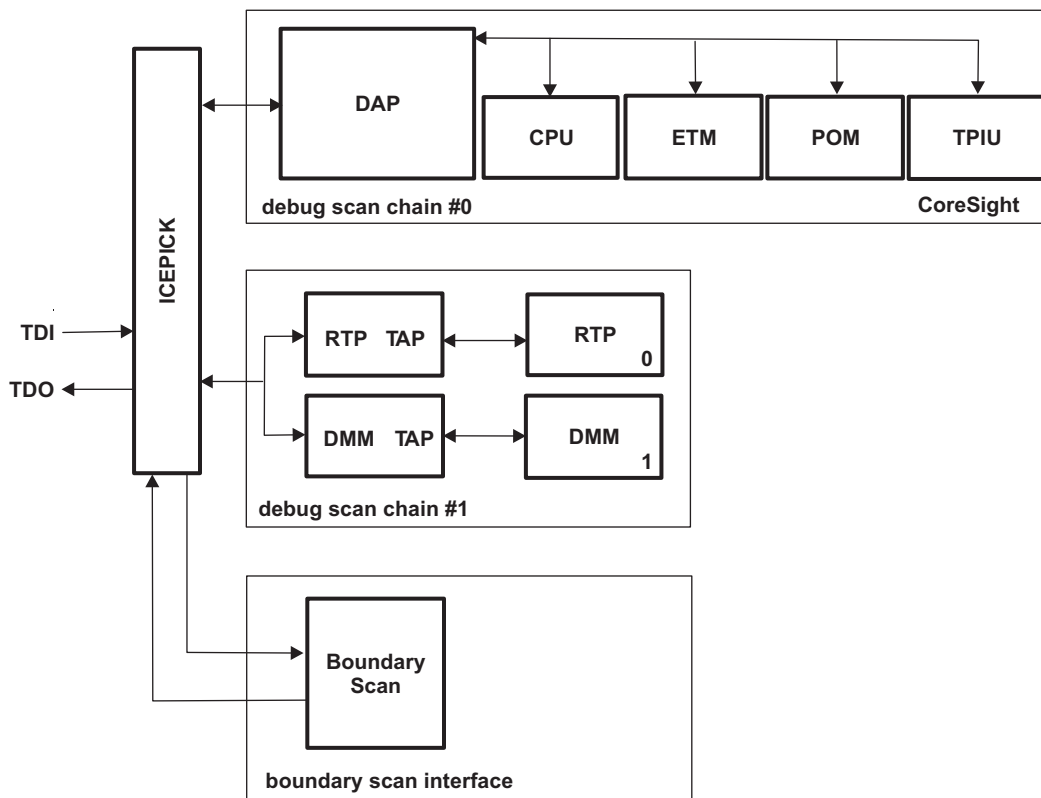 DAP
CPU
ETM
POM
TPIU
debug scan chain #0
CoreSight
ICEPICK
TDI
TDO
RTP TAP
RTP
0
DMM TAP
DMM
1
debug scan chain #1
Boundary
Scan
boundary scan interface